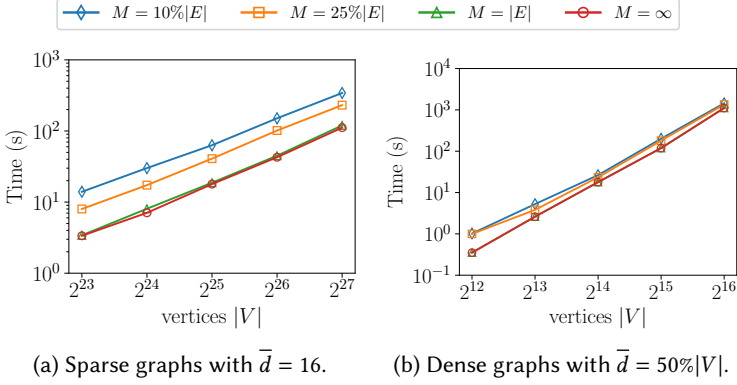 M = 10%|E| M = 25%|E| M = |E| M = ∞
10³
10²
10¹
10⁰
Time (s)
2²³ 2²⁴ 2²⁵ 2²⁶ 2²⁷
vertices |V|
(a) Sparse graphs with d̅ = 16.
10⁴
10³
10²
10¹
10⁰
10⁻¹
Time (s)
2¹² 2¹³ 2¹⁴ 2¹⁵ 2¹⁶
vertices |V|
(b) Dense graphs with d̅ = 50%|V|.